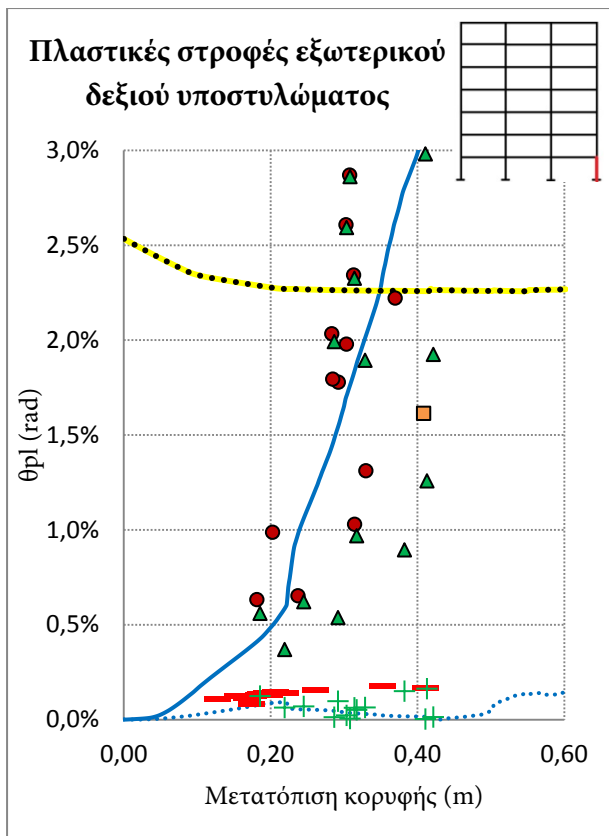 Πλαστικές στροφές εξωτερικού
δεξιού υποστυλώματος
3,0%
2,5%
2,0%
1,5%
1,0%
0,5%
0,0%
θpl (rad)
0,00
0,20
0,40
0,60
Μετατόπιση κορυφής (m)